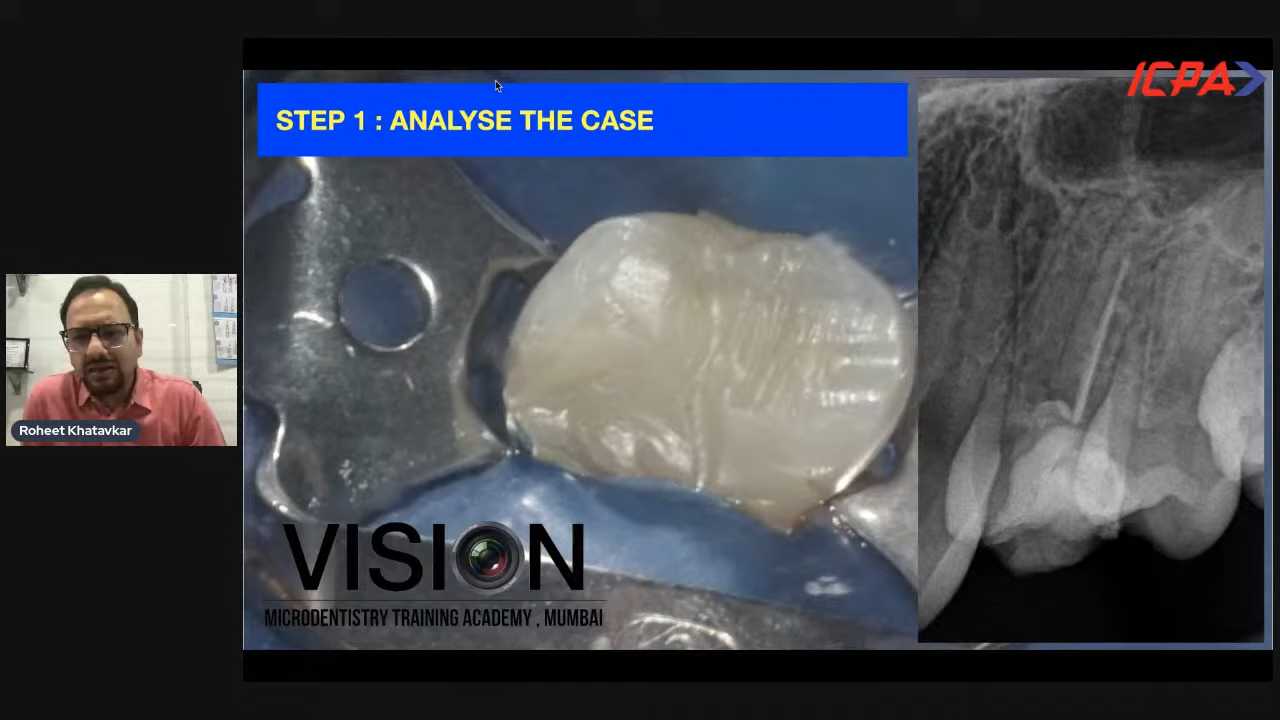 STEP 1 : ANALYSE THE CASE
ICPA
Roheet Khatavkar
VISION
MICRODENTISTRY TRAINING ACADEMY , MUMBAI